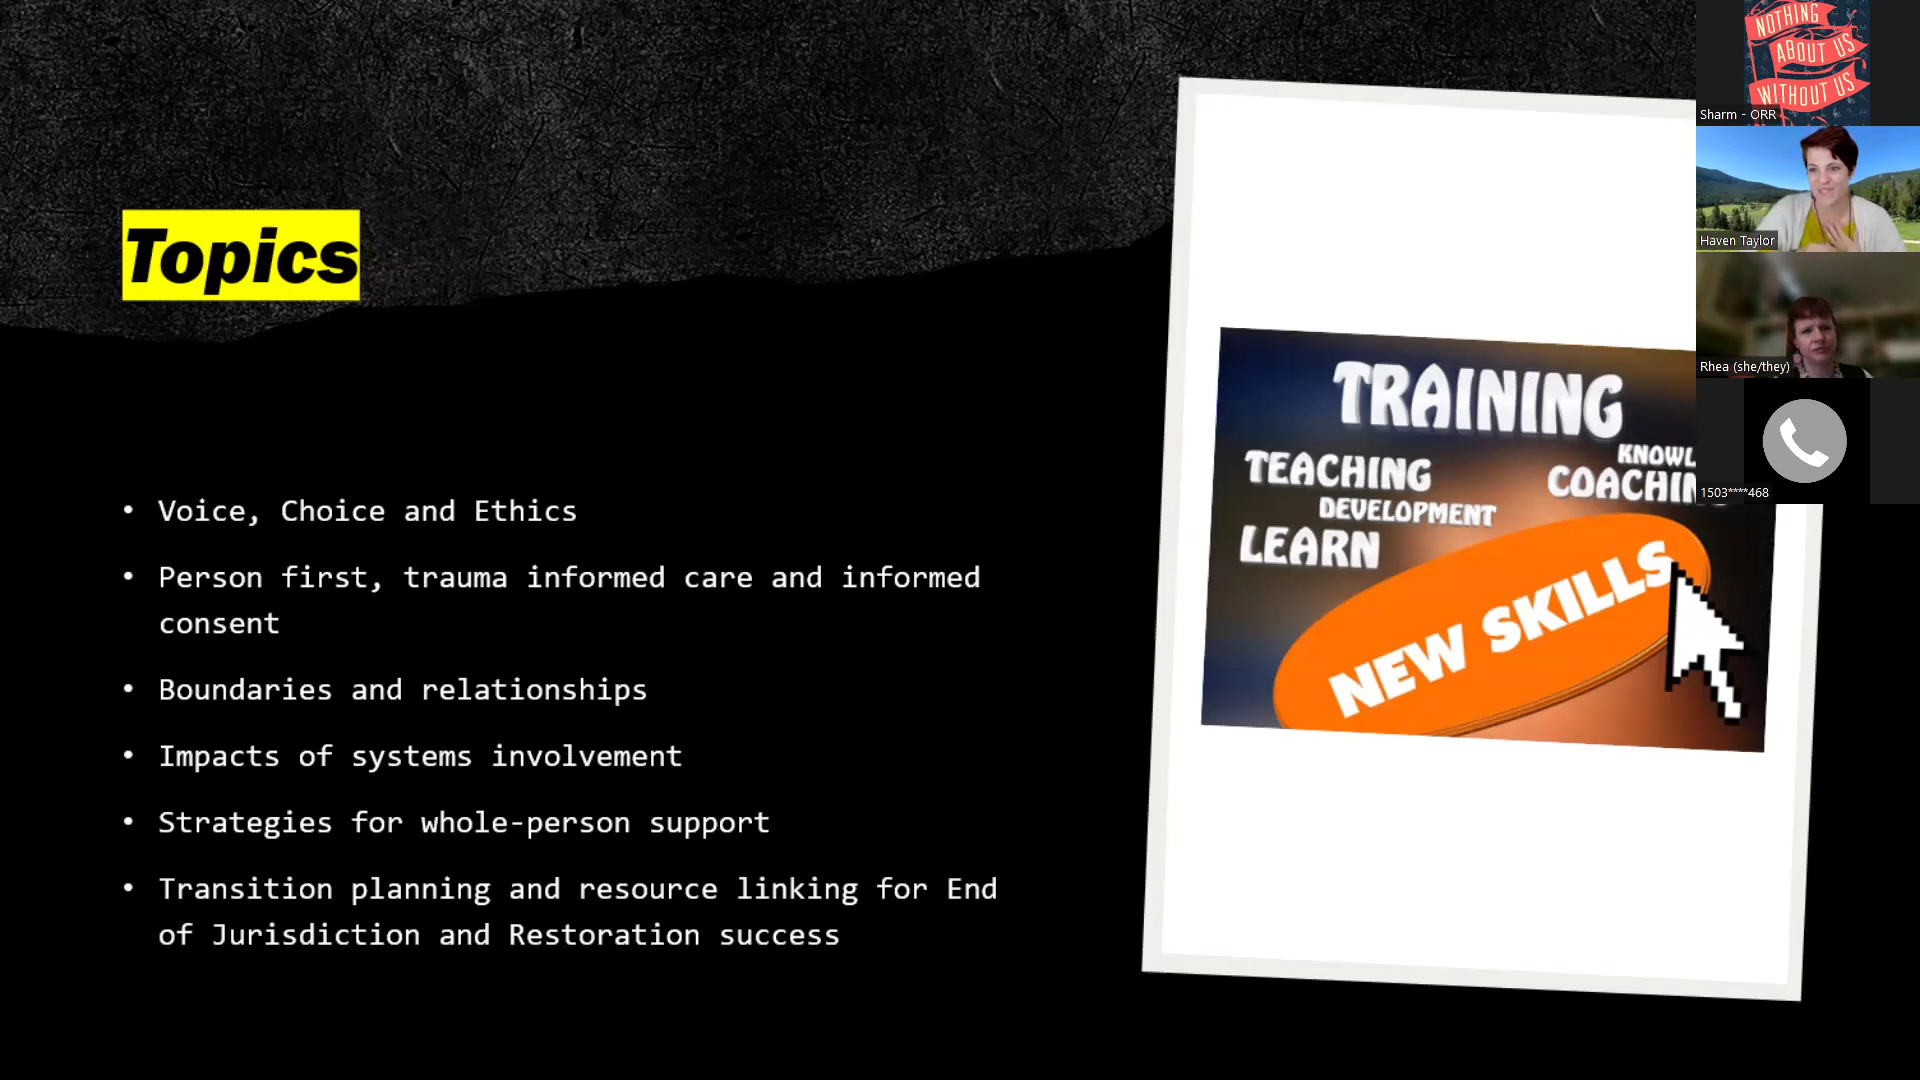 Topics
• Voice, Choice and Ethics
• Person first, trauma informed care and informed
consent
• Boundaries and relationships
• Impacts of systems involvement
• Strategies for whole-person support
• Transition planning and resource linking for End
of Jurisdiction and Restoration success
TRAINING
TEACHING
DEVELOPMENT
LEARN
NEW SKILLS
NOTHING
ABOUT US
WITHOUT US
Sharm - ORR
Haven Taylor
Rhea (she/they)
1503****468